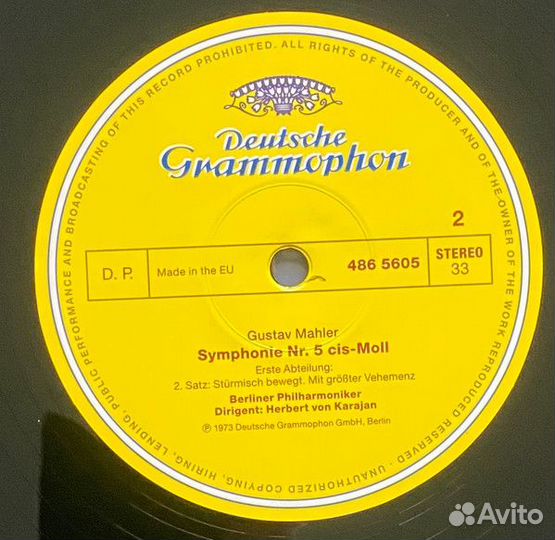 UNAUTHORIZED COPYING, HIRING, LENDING, PUBLIC PERFORMANCE AND BROADCASTING OF THIS RECORD PROHIBITED. ALL RIGHTS OF THE PRODUCER AND OF THE OWNER OF THE WORK REPRODUCED RESERVED ·
Deutsche
Grammophon
2
D. P.
Made in the EU
486 5605
STEREO
33
Gustav Mahler
Symphonie Nr. 5 cis-Moll
Erste Abteilung:
2. Satz: Stürmisch bewegt. Mit größter Vehemenz
Berliner Philharmoniker
Dirigent: Herbert von Karajan
℗ 1973 Deutsche Grammophon GmbH, Berlin
Avito